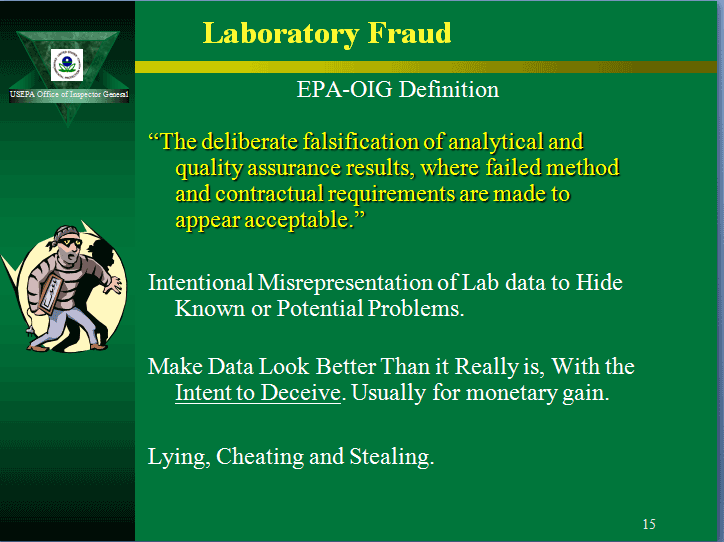 Laboratory Fraud
USEPA Office of Inspector General
EPA-OIG Definition
“The deliberate falsification of analytical and
quality assurance results, where failed method
and contractual requirements are made to
appear acceptable.”
Intentional Misrepresentation of Lab data to Hide
Known or Potential Problems.
Make Data Look Better Than it Really is, With the
Intent to Deceive. Usually for monetary gain.
Lying, Cheating and Stealing.
15